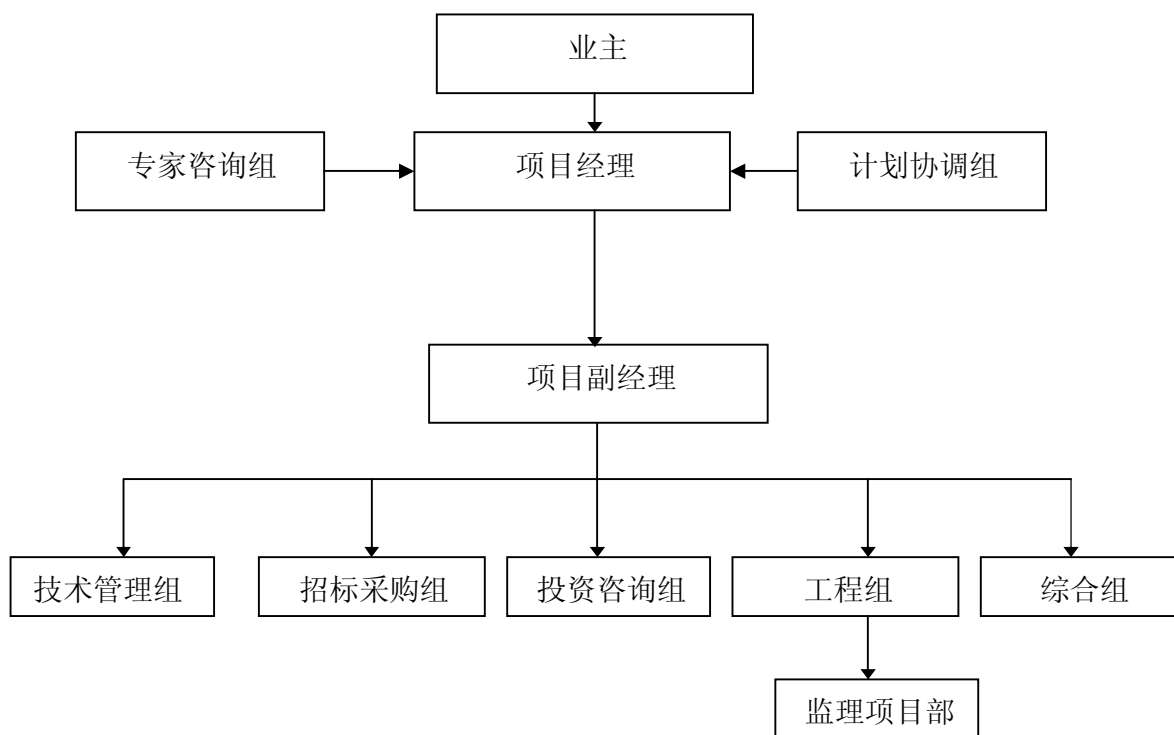 业主
专家咨询组
项目经理
计划协调组
项目副经理
技术管理组
招标采购组
投资咨询组
工程组
综合组
监理项目部